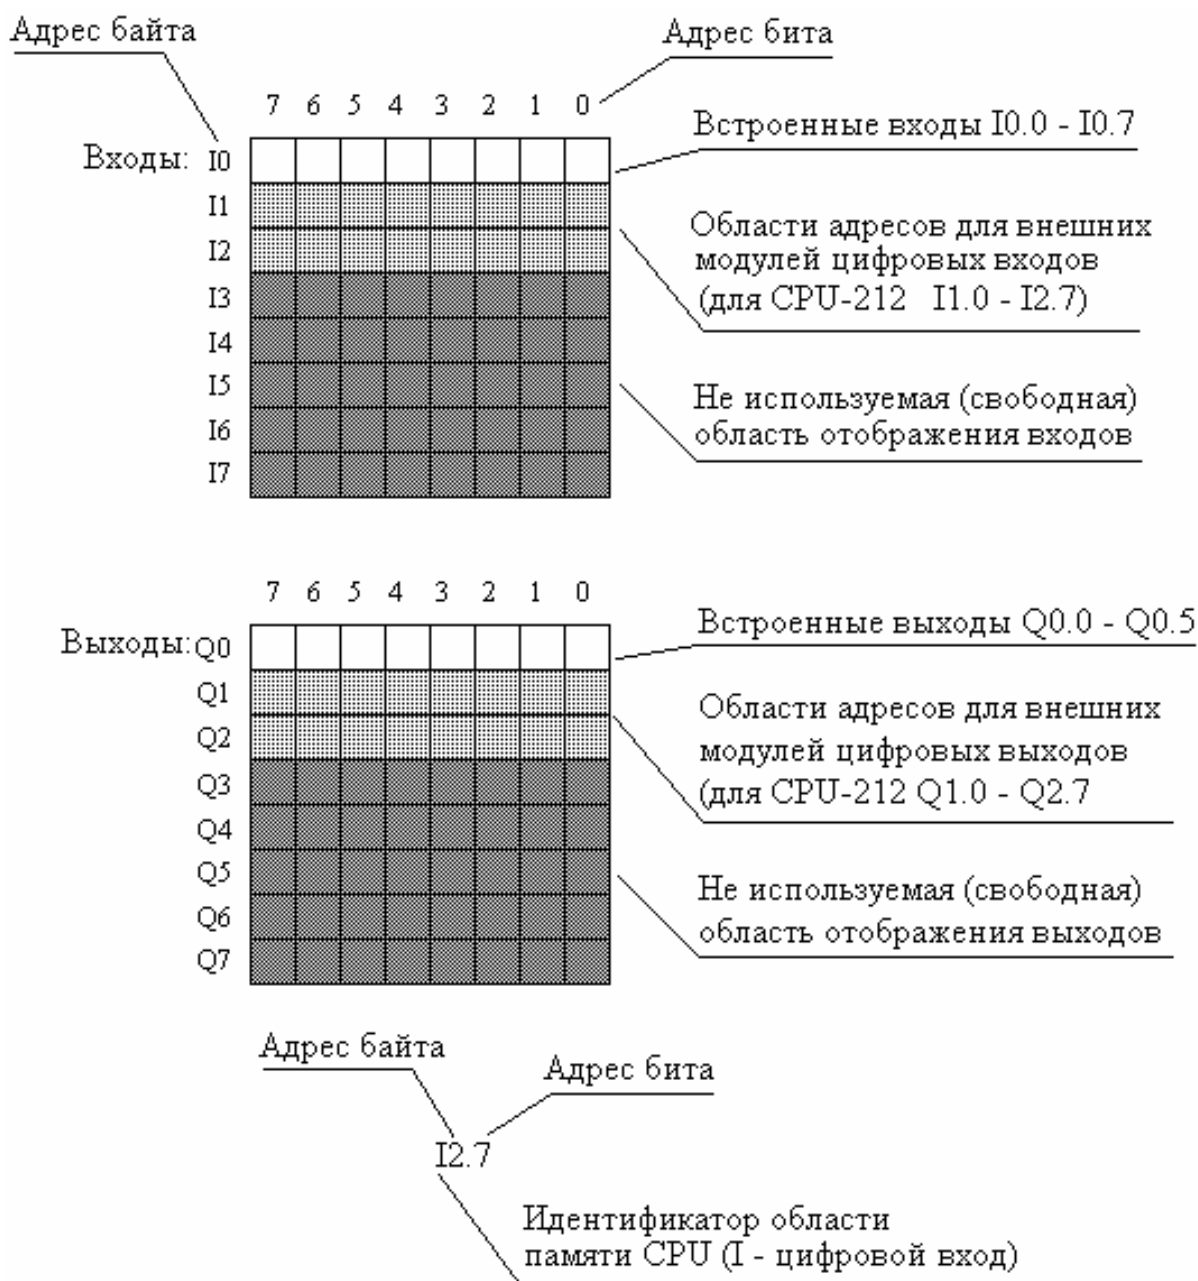 Адрес байта
Адрес бита
7 6 5 4 3 2 1 0
Встроенные входы I0.0 - I0.7
Входы: I0
I1
I2
I3
I4
I5
I6
I7
Области адресов для внешних
модулей цифровых входов
(для CPU-212 I1.0 - I2.7)
Не используемая (свободная)
область отображения входов
7 6 5 4 3 2 1 0
Встроенные выходы Q0.0 - Q0.5
Выходы: Q0
Q1
Q2
Q3
Q4
Q5
Q6
Q7
Области адресов для внешних
модулей цифровых выходов
(для CPU-212 Q1.0 - Q2.7
Не используемая (свободная)
область отображения выходов
Адрес байта
Адрес бита
I2.7
Идентификатор области
памяти CPU (I - цифровой вход)